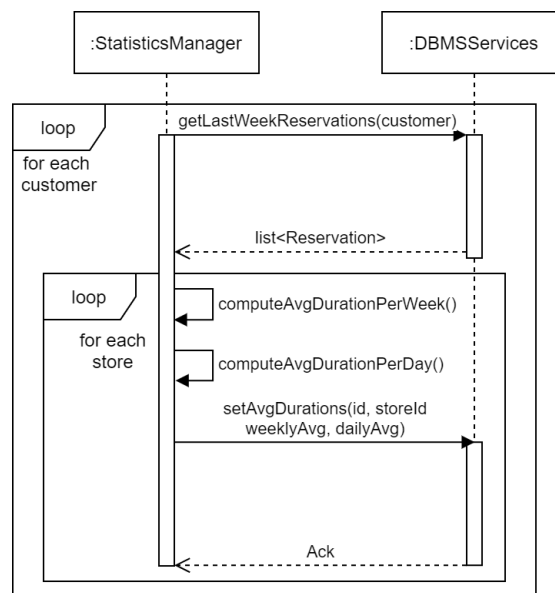 :StatisticsManager
:DBMSServices
loop
getLastWeekReservations(customer)
for each
customer
list<Reservation>
loop
computeAvgDurationPerWeek()
for each
store
computeAvgDurationPerDay()
setAvgDurations(id, storeId
weeklyAvg, dailyAvg)
Ack